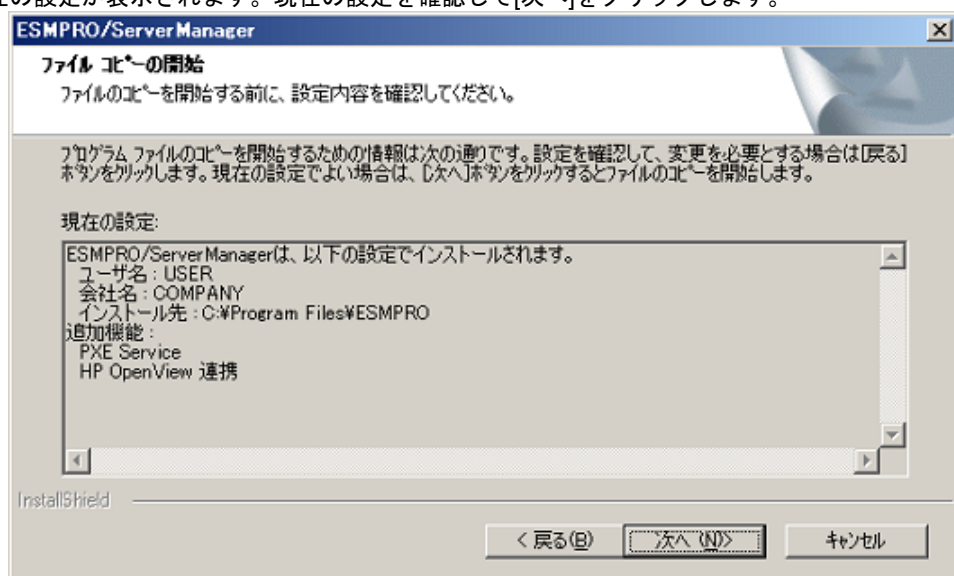 在の設定が表示されます。現在の設定を確認して[次へ]をクリックします。
ESMPRO/ServerManager
ファイル コピーの開始
ファイルのコピーを開始する前に、設定内容を確認してください。
プログラム ファイルのコピーを開始するための情報は次の通りです。設定を確認して、変更を必要とする場合は[戻る]
ボタンをクリックします。現在の設定でよい場合は、[次へ]ボタンをクリックするとファイルのコピーを開始します。
現在の設定:
ESMPRO/ServerManagerは、以下の設定でインストールされます。
ユーザ名 : USER
会社名 : COMPANY
インストール先 : C:¥Program Files¥ESMPRO
追加機能 :
PXE Service
HP OpenView 連携
InstallShield
< 戻る(B)
次へ (N)>
キャンセル